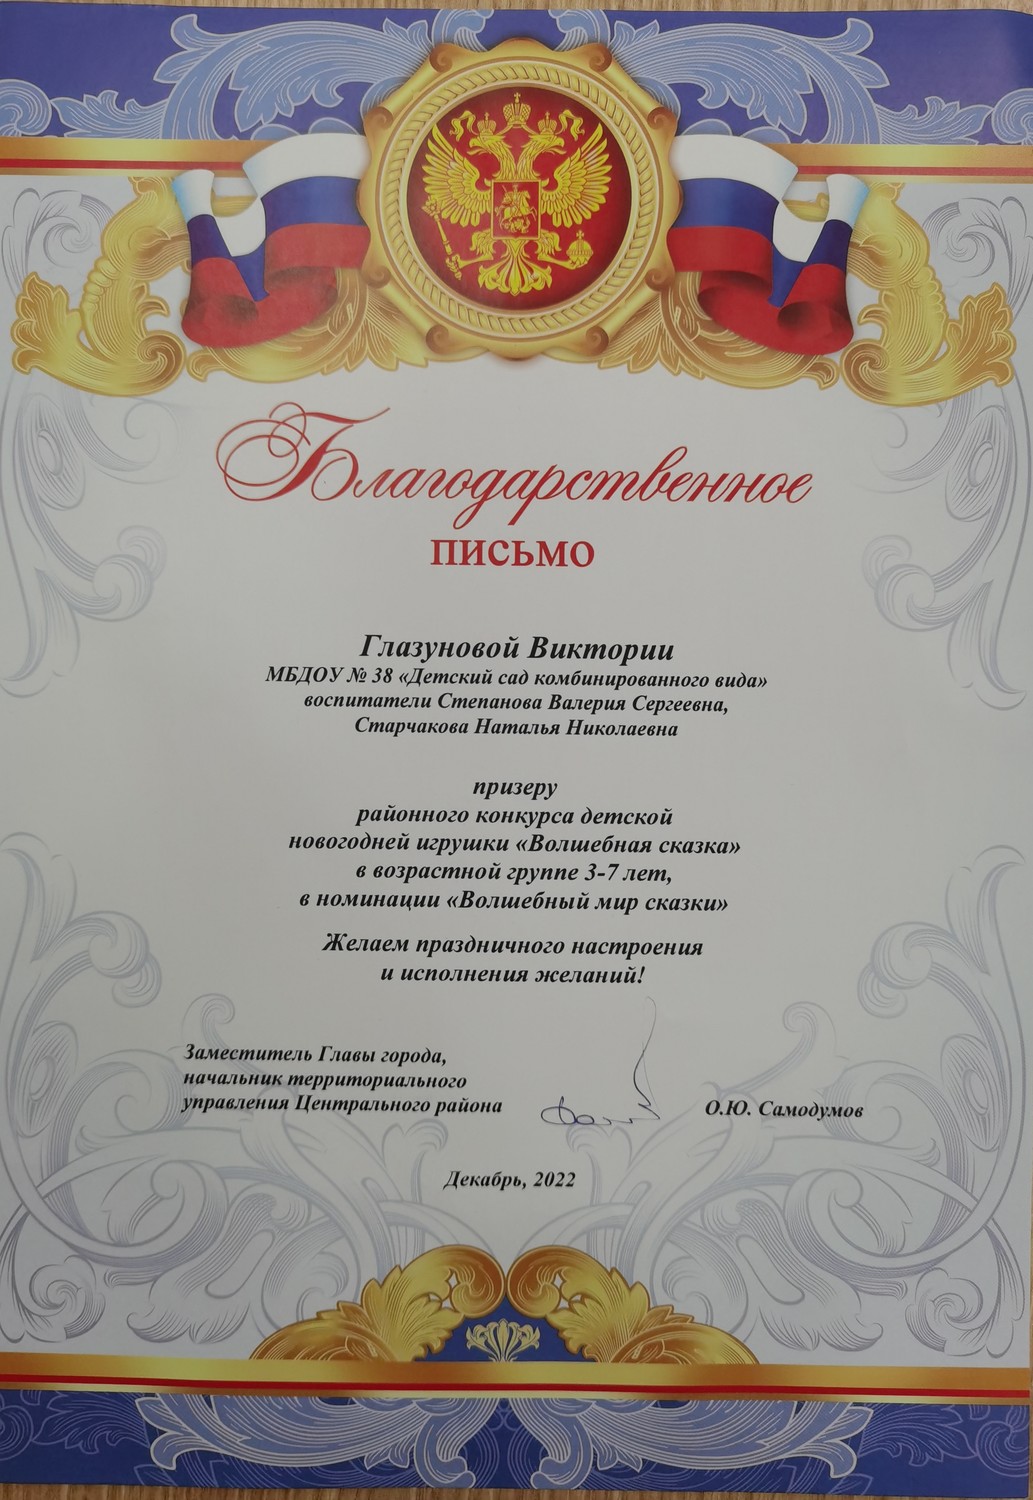 Благодарственное
ПИСЬМО
Глазуновой Виктории
МБДОУ № 38 «Детский сад комбинированного вида»
воспитатели Степанова Валерия Сергеевна,
Старчакова Наталья Николаевна
призеру
районного конкурса детской
новогодней игрушки «Волшебная сказка»
в возрастной группе 3-7 лет,
в номинации «Волшебный мир сказки»
Желаем праздничного настроения
и исполнения желаний!
Заместитель Главы города,
начальник территориального
управления Центрального района
О.Ю. Самодумов
Декабрь, 2022